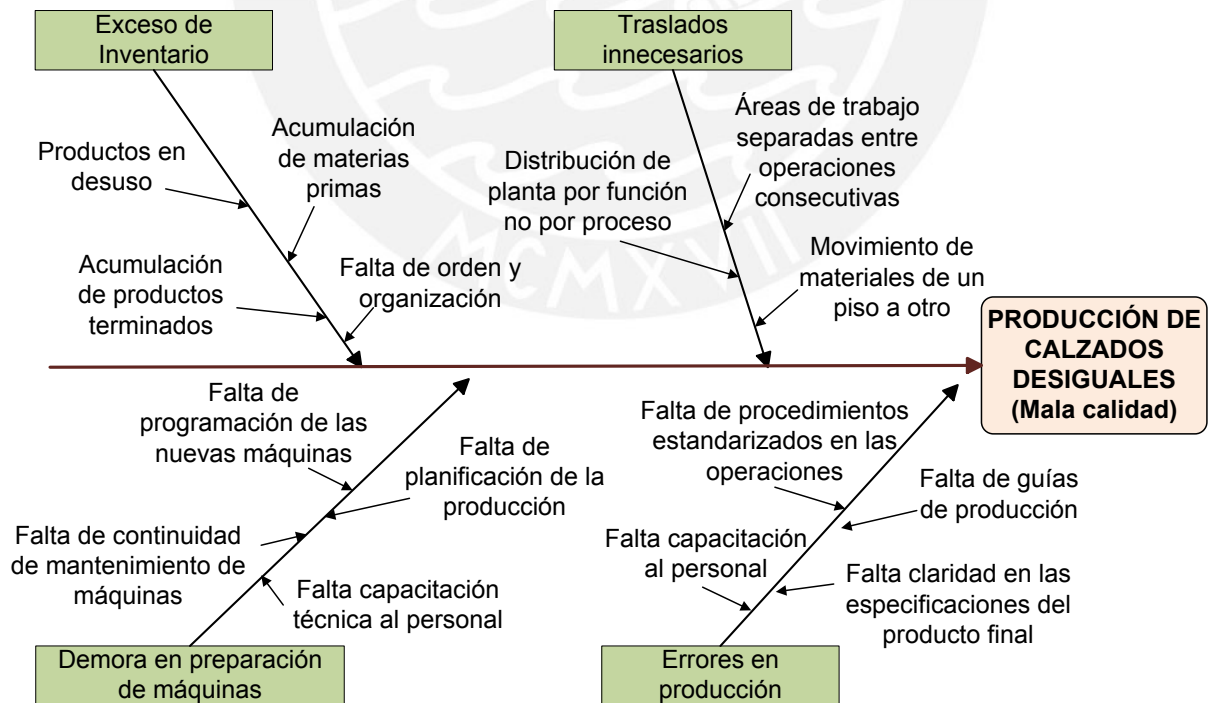 Exceso de
Inventario
Traslados
innecesarios
Productos en
desuso
Acumulación
de materias
primas
Acumulación
de productos
terminados
Falta de orden y
organización
Distribución de
planta por función
no por proceso
Áreas de trabajo
separadas entre
operaciones
consecutivas
Movimiento de
materiales de un
piso a otro
MCMXVII
PRODUCCIÓN DE
CALZADOS
DESIGUALES
(Mala calidad)
Falta de
programación de las
nuevas máquinas
Falta de
planificación de la
producción
Falta de continuidad
de mantenimiento de
máquinas
Falta capacitación
técnica al personal
Falta de procedimientos
estandarizados en las
operaciones
Falta de guías
de producción
Falta capacitación
al personal
Falta claridad en las
especificaciones del
producto final
Demora en preparación
de máquinas
Errores en
producción